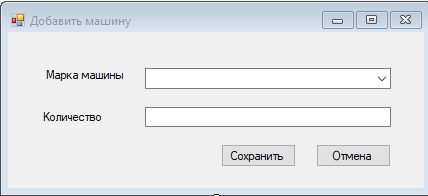 Добавить машину
Марка машины
Количество
Сохранить Отмена